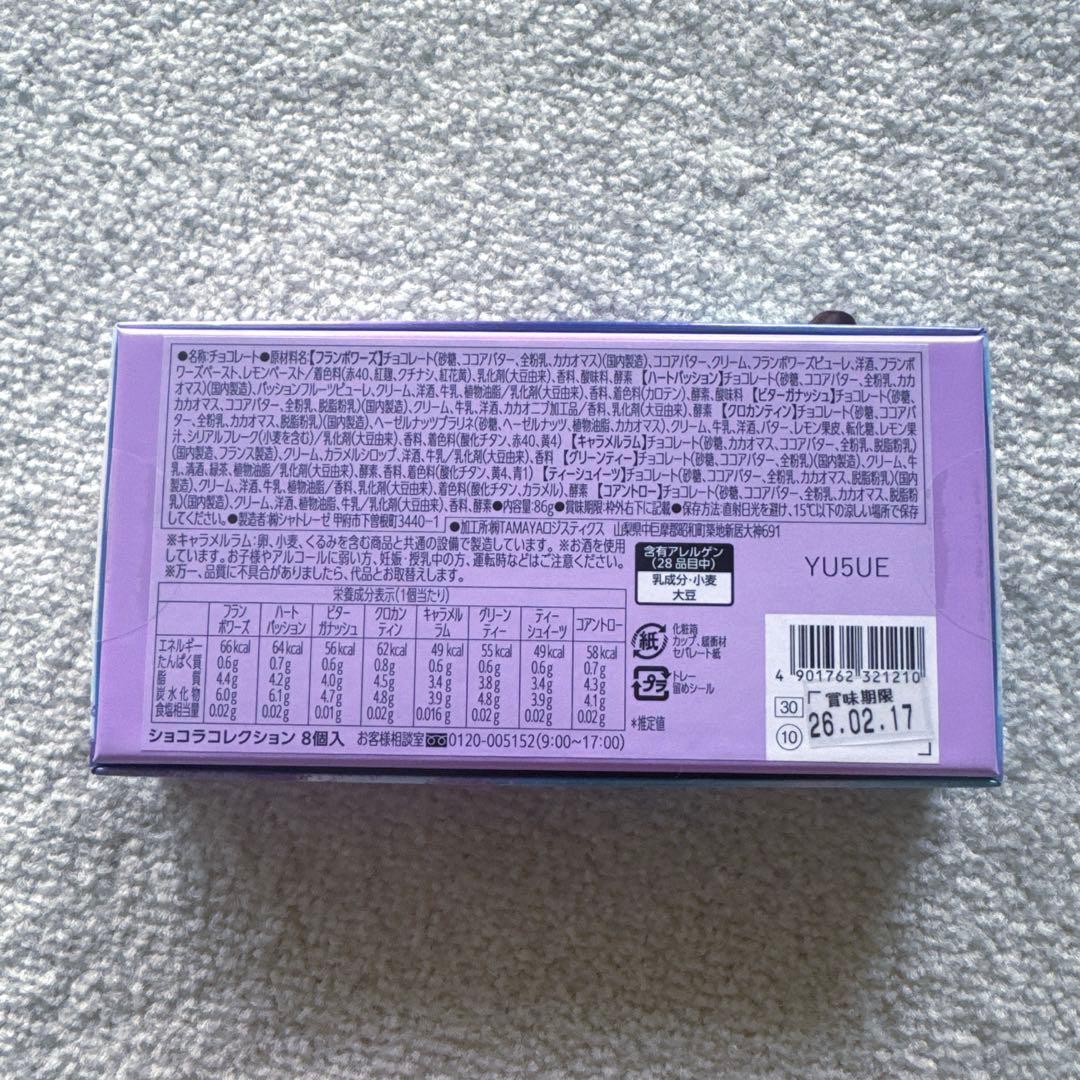 ●名称:チョコレート●原材料名:【フランボワーズ】チョコレート(砂糖、ココアバター、全粉乳、カカオマス)(国内製造)、ココアバター、クリーム、フランボワーズピューレ、洋酒、フランボ
ワーズペースト、レモンペースト/着色料(赤40、紅麹、クチナシ、紅花黄)、乳化剤(大豆由来)、香料、酸味料、酵素 【ハートパッション】チョコレート(砂糖、ココアバター、全粉乳、カカ
オマス)(国内製造)、パッションフルーツピューレ、クリーム、洋酒、牛乳、植物油脂/乳化剤(大豆由来)、香料、着色料(カロテン)、酵素、酸味料 【ビターガナッシュ】チョコレート(砂糖、
カカオマス、ココアバター、全粉乳、脱脂粉乳)(国内製造)、クリーム、牛乳、洋酒、カカオニブ加工品/香料、乳化剤(大豆由来)、酵素 【クロカンティン】チョコレート(砂糖、ココアバ
ター、全粉乳、カカオマス、脱脂粉乳)(国内製造)、ヘーゼルナッツプラリネ(砂糖、ヘーゼルナッツ、植物油脂、カカオマス)、クリーム、牛乳、洋酒、バター、レモン果皮、転化糖、レモン果
汁、シリアルフレーク(小麦を含む)/乳化剤(大豆由来)、香料、着色料(酸化チタン、赤40、黄4) 【キャラメルラム】チョコレート(砂糖、カカオマス、ココアバター、全粉乳、脱脂粉乳)
(国内製造、フランス製造)、クリーム、カラメルシロップ、洋酒、牛乳/乳化剤(大豆由来)、香料 【グリーンティー】チョコレート(砂糖、ココアバター、全粉乳)(国内製造)、クリーム、牛
乳、清酒、緑茶、植物油脂/乳化剤(大豆由来)、酵素、香料、着色料(酸化チタン、黄4、青1) 【ティーシュイーツ】チョコレート(砂糖、全粉乳、ココアバター、カカオマス、脱脂粉乳)(国内
製造)、クリーム、洋酒、牛乳、植物油脂/香料、乳化剤(大豆由来)、着色料(酸化チタン、カラメル)、酵素 【コアントロー】チョコレート(砂糖、全粉乳、ココアバター、カカオマス、脱脂粉
乳)(国内製造)、クリーム、洋酒、植物油脂、牛乳/乳化剤(大豆由来)、香料、酵素●内容量:86g●賞味期限:枠外右下に記載●保存方法:直射日光を避け、15℃以下の涼しい場所で保存
してください。●製造者:㈱シャトレーゼ 甲府市下曽根町3440-1
●加工所:㈱TAMAYAロジスティクス 山梨県中巨摩郡昭和町築地新居大神691
※キャラメルラム:卵、小麦、くるみを含む商品と共通の設備で製造しています。※お酒を使用
しています。お子様やアルコールに弱い方、妊娠・授乳中の方、運転時などはご注意ください。
※万一、品質に不具合がありましたら、代品とお取替えします。
含有アレルゲン
(28品目中)
乳成分・小麦
大豆
YU5UE
栄養成分表示(1個当たり)
フランボワーズ ハートパッション ビターガナッシュ クロカンティン キャラメルラム グリーンティー ティーシュイーツ コアントロー
エネルギー 66kcal 64kcal 56kcal 62kcal 49kcal 55kcal 49kcal 58kcal
たんぱく質 0.6g 0.7g 0.6g 0.8g 0.6g 0.6g 0.6g 0.7g
脂質 4.4g 4.2g 4.0g 4.5g 3.4g 3.8g 3.4g 4.3g
炭水化物 6.0g 6.1g 4.7g 4.8g 3.9g 4.8g 3.9g 4.1g
食塩相当量 0.02g 0.02g 0.01g 0.02g 0.016g 0.02g 0.02g 0.02g
*推定値
紙
化粧箱
カップ、緩衝材
セパレート紙
プラ
トレー
留めシール
4 901762 321210
30
10
賞味期限
26.02.17
ショコラコレクション 8個入 お客様相談室 0120-005152(9:00~17:00)